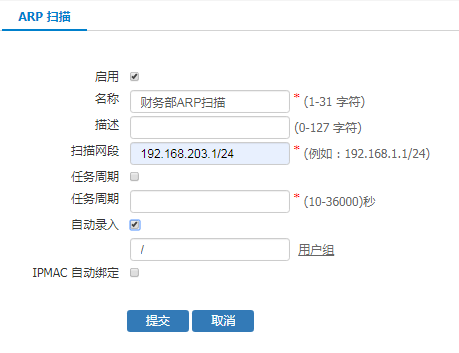 ARP 扫描
启用
名称 财务部ARP扫描 * (1-31 字符)
描述 (0-127 字符)
扫描网段 192.168.203.1/24 * (例如：192.168.1.1/24)
任务周期
任务周期 * (10-36000)秒
自动录入
/ 用户组
IPMAC 自动绑定
提交 取消